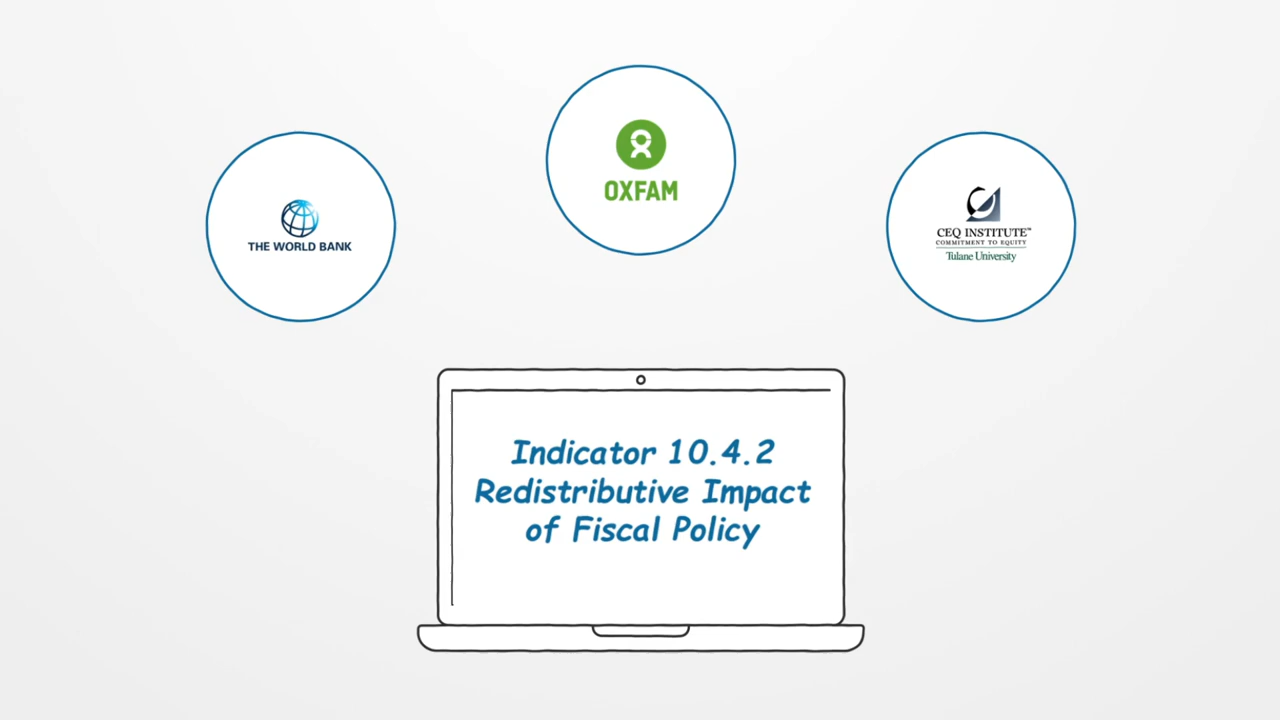 OXFAM
THE WORLD BANK
CEQ INSTITUTE™
COMMITMENT TO EQUITY
Tulane University
Indicator 10.4.2
Redistributive Impact
of Fiscal Policy